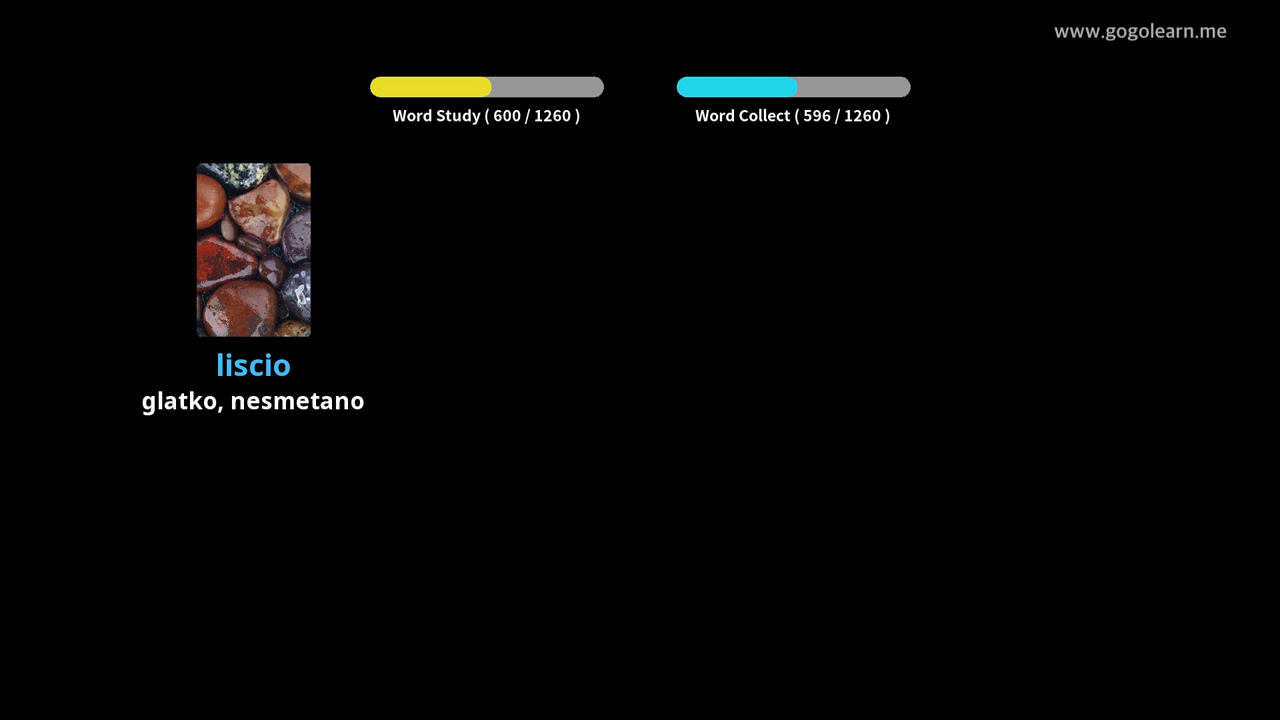 www.gogolearn.me
Word Study ( 600 / 1260 )
Word Collect ( 596 / 1260 )
liscio
glatko, nesmetano